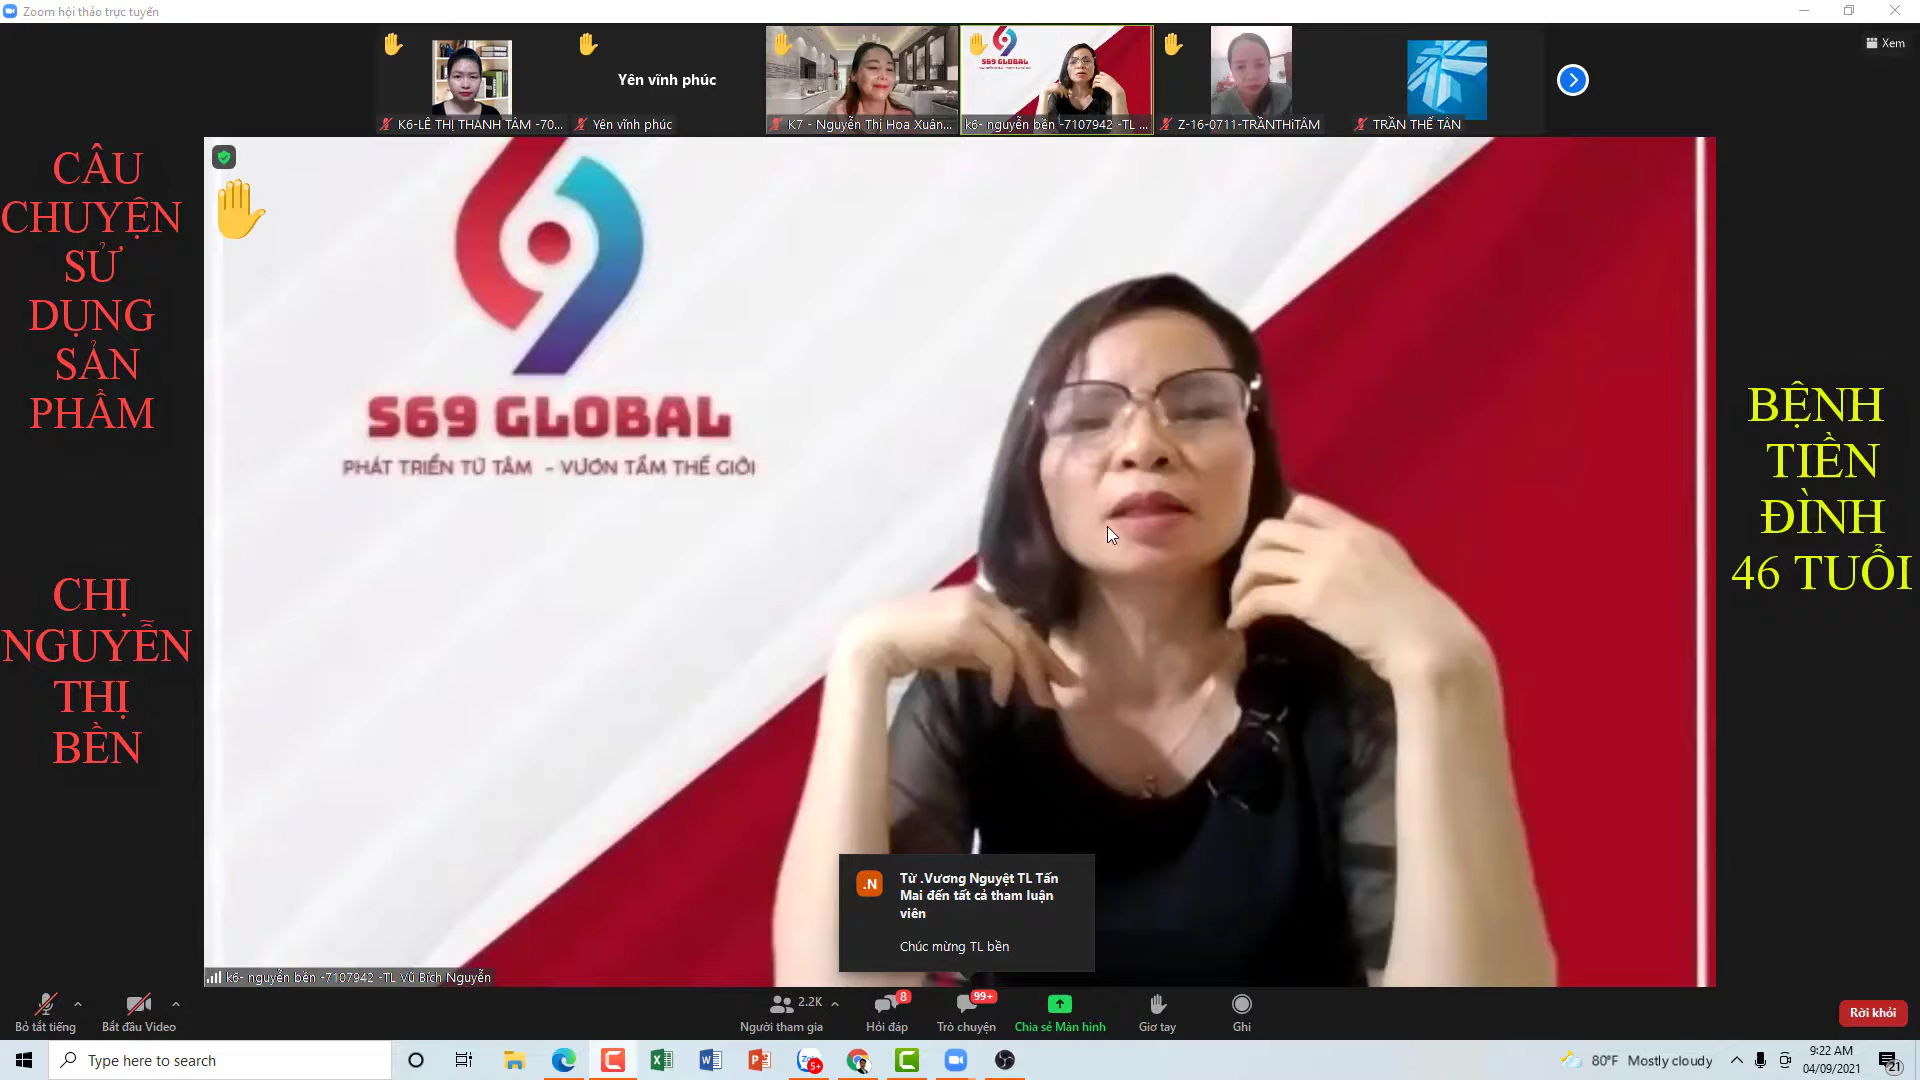 Zoom hội thảo trực tuyến
Xem
Yên vĩnh phúc
K6-LÊ THỊ THANH TÂM -70...
Yên vĩnh phúc
K7 - Nguyễn Thị Hoa Xuân...
S69 GLOBAL
k6- nguyễn bền -7107942 -TL ...
Z-16-0711-TRẦNTHiTÂM
TRẦN THẾ TÂN
CÂU
CHUYỆN
SỬ
DỤNG
SẢN
PHẨM
CHỊ
NGUYỄN
THỊ
BỀN
S69 GLOBAL
PHÁT TRIỂN TỪ TÂM - VƯƠN TẦM THẾ GIỚI
BỆNH
TIỀN
ĐÌNH
46 TUỔI
.N
Từ .Vương Nguyệt TL Tấn
Mai đến tất cả tham luận
viên
Chúc mừng TL bền
k6- nguyễn bền -7107942 -TL Vũ Bích Nguyễn
Bỏ tắt tiếng
Bắt đầu Video
2.2K
Người tham gia
8
Hỏi đáp
99+
Trò chuyện
Chia sẻ Màn hình
Giơ tay
Ghi
Rời khỏi
Type here to search
5+
80°F Mostly cloudy
9:22 AM
04/09/2021
21